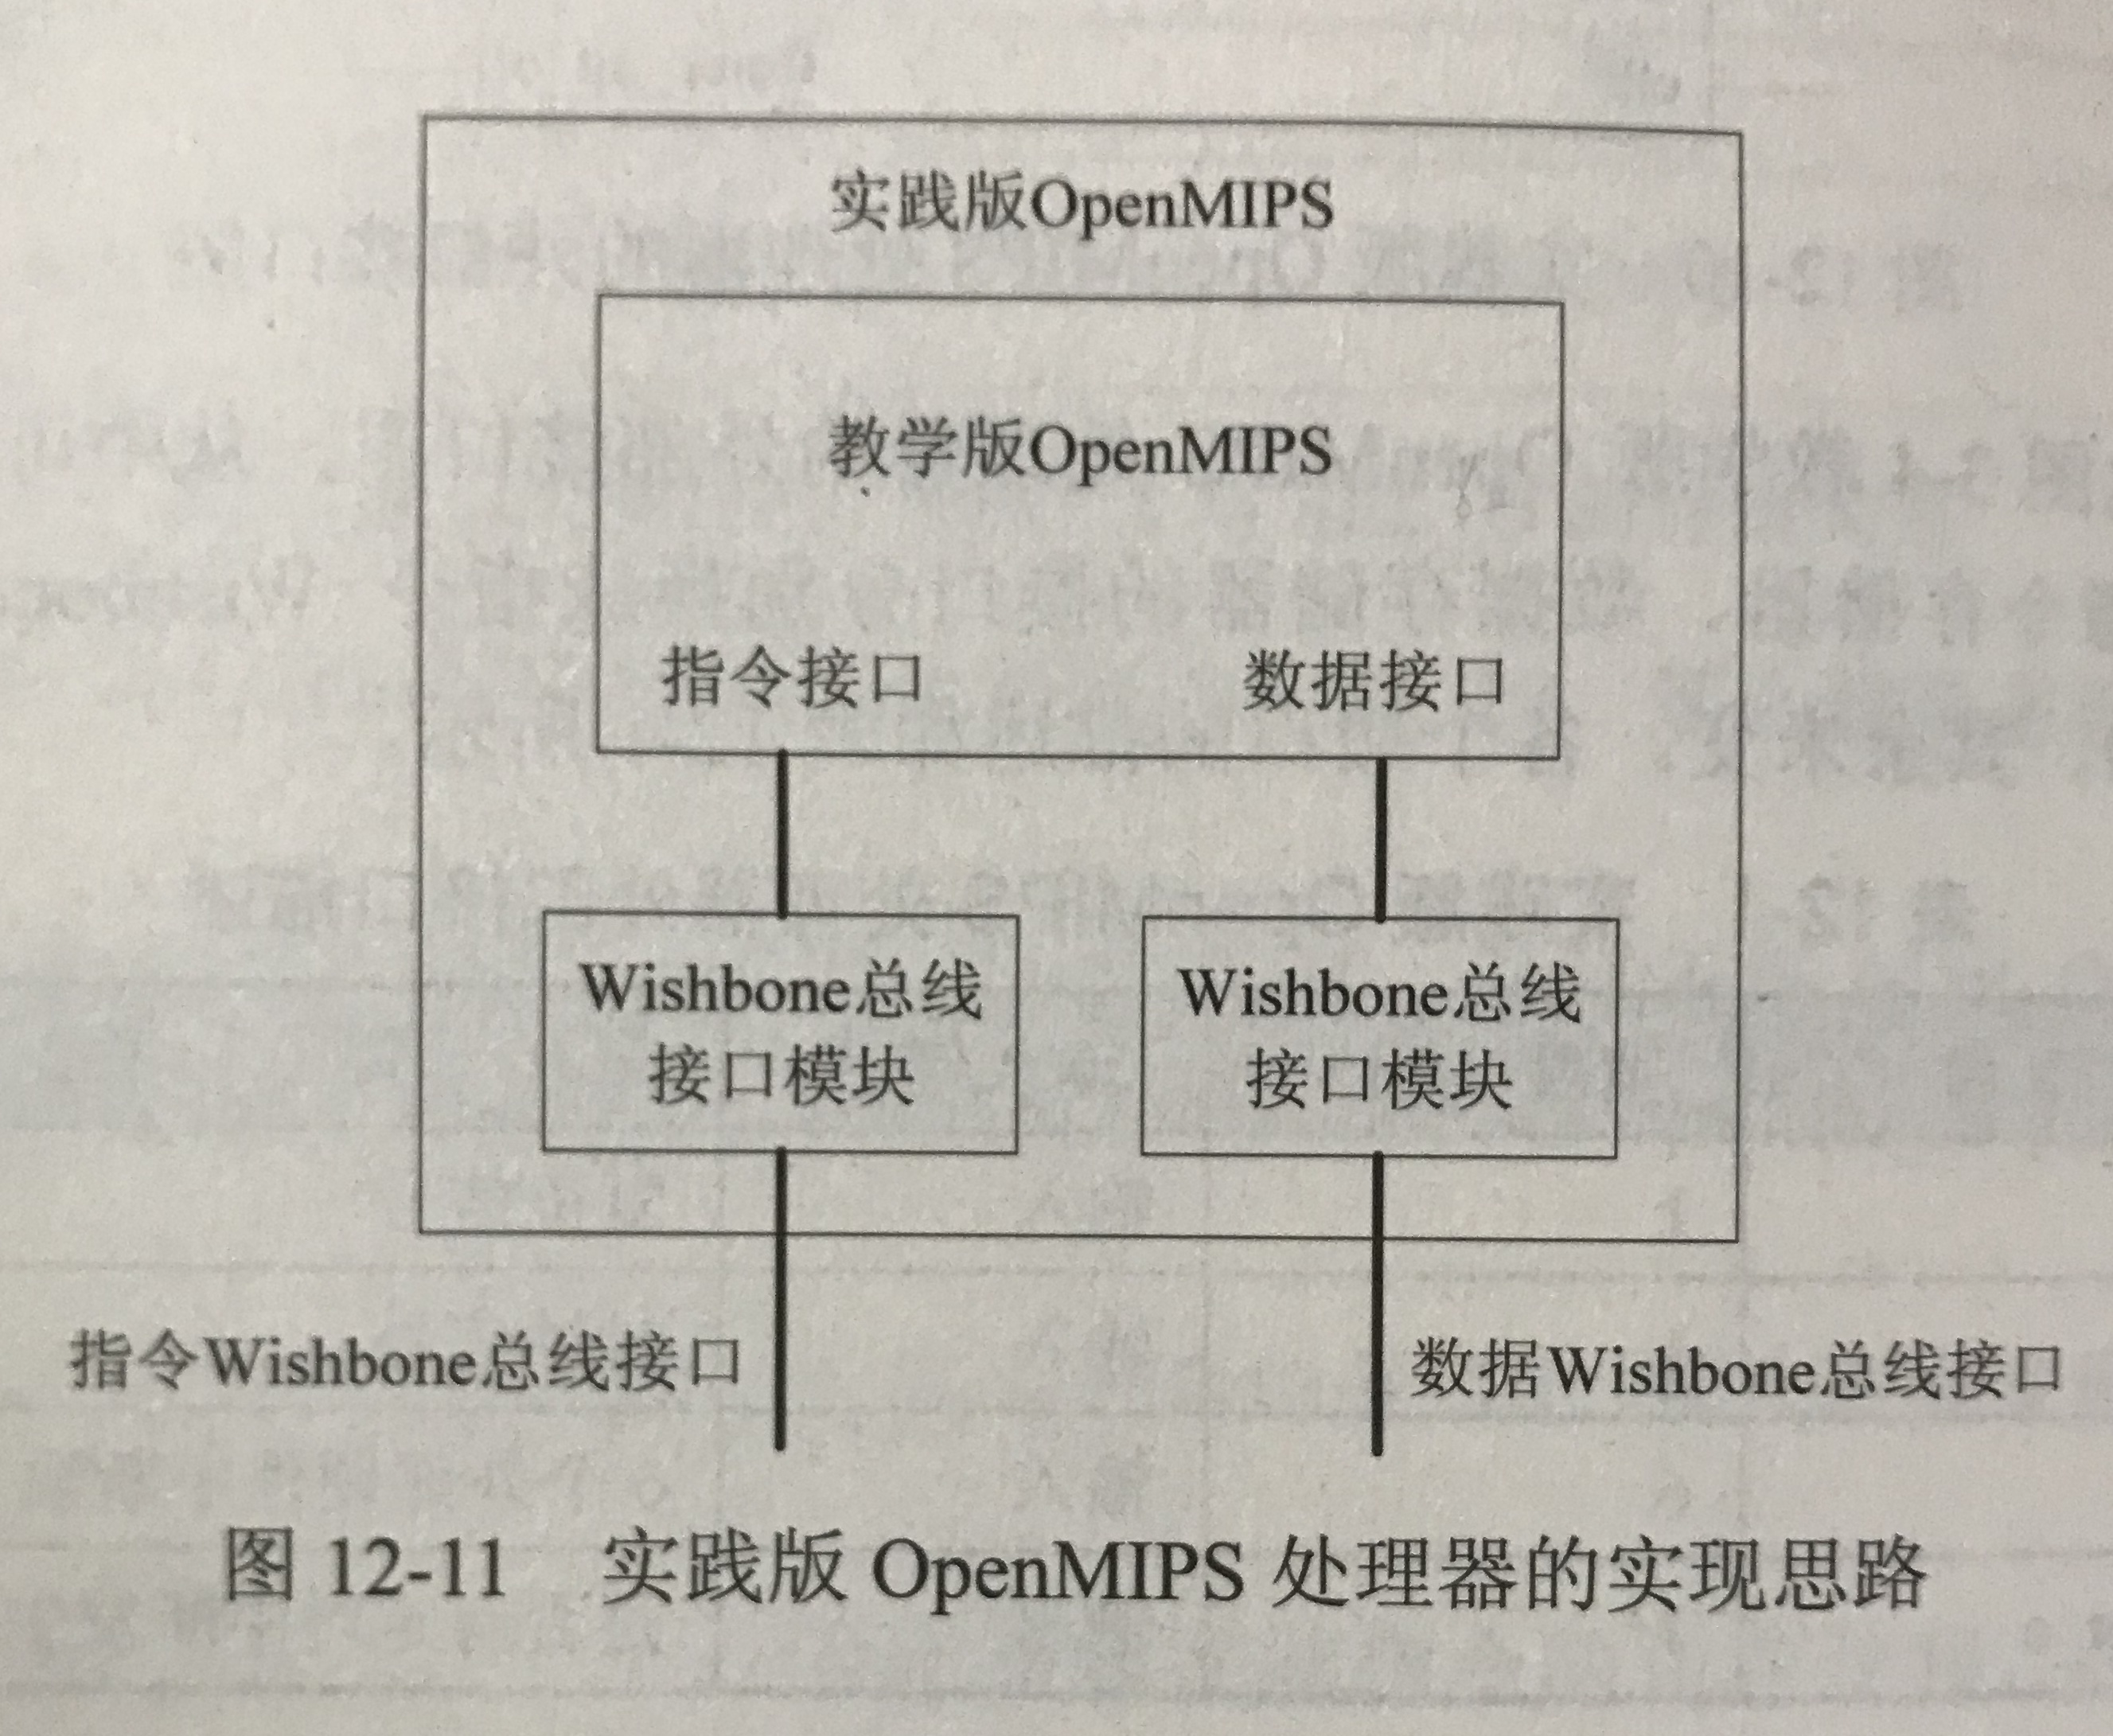 实践版OpenMIPS
教学版OpenMIPS
指令接口
数据接口
Wishbone总线
接口模块
Wishbone总线
接口模块
指令Wishbone总线接口
数据Wishbone总线接口
图 12-11 实践版 OpenMIPS 处理器的实现思路